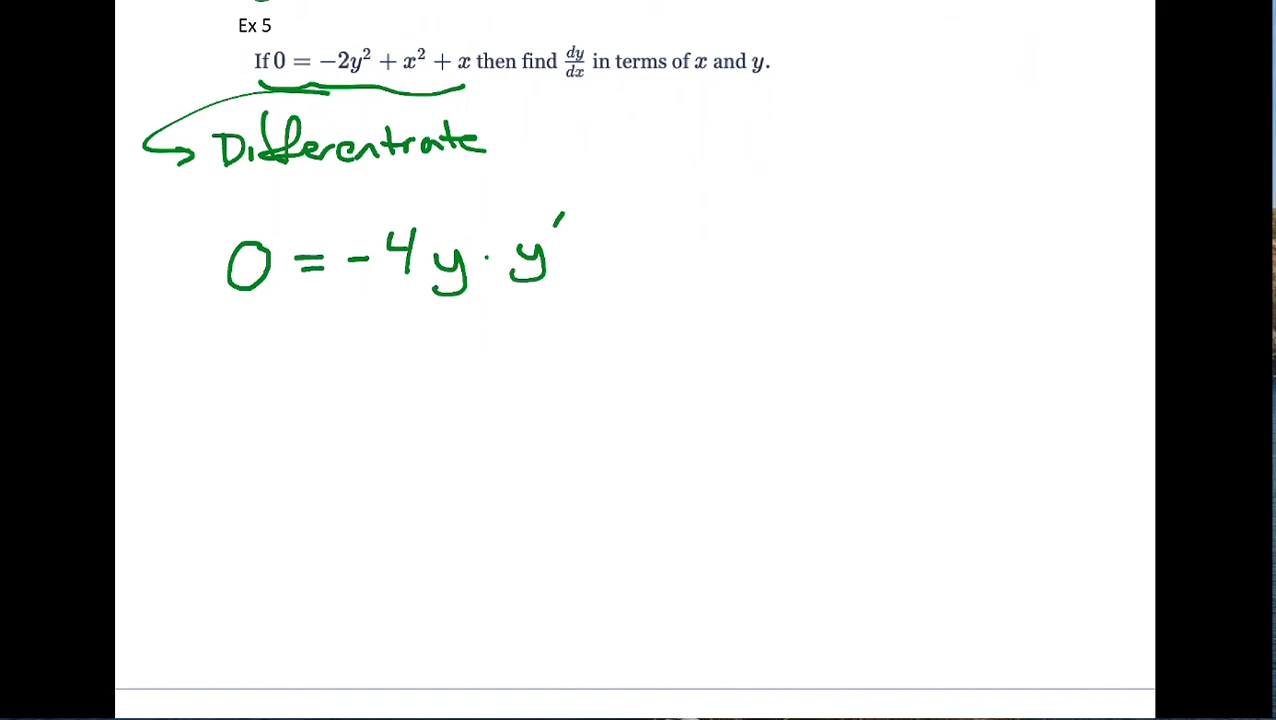 Ex 5
If 0 = −2y² + x² + x then find dy/dx in terms of x and y.
Differentrate
0 = -4y · y′